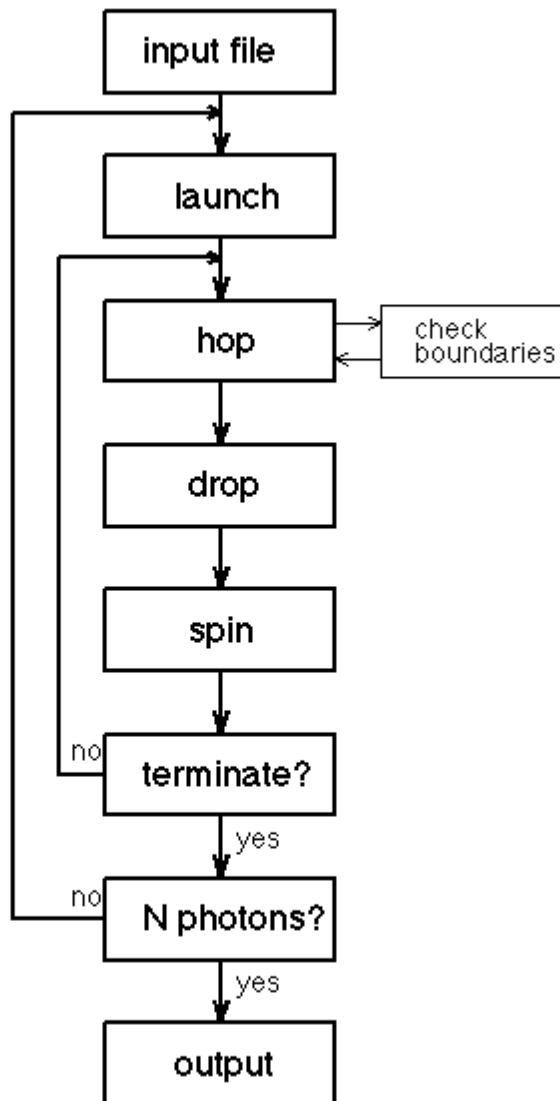 input file
launch
hop
check
boundaries
drop
spin
no
terminate?
yes
no
N photons?
yes
output